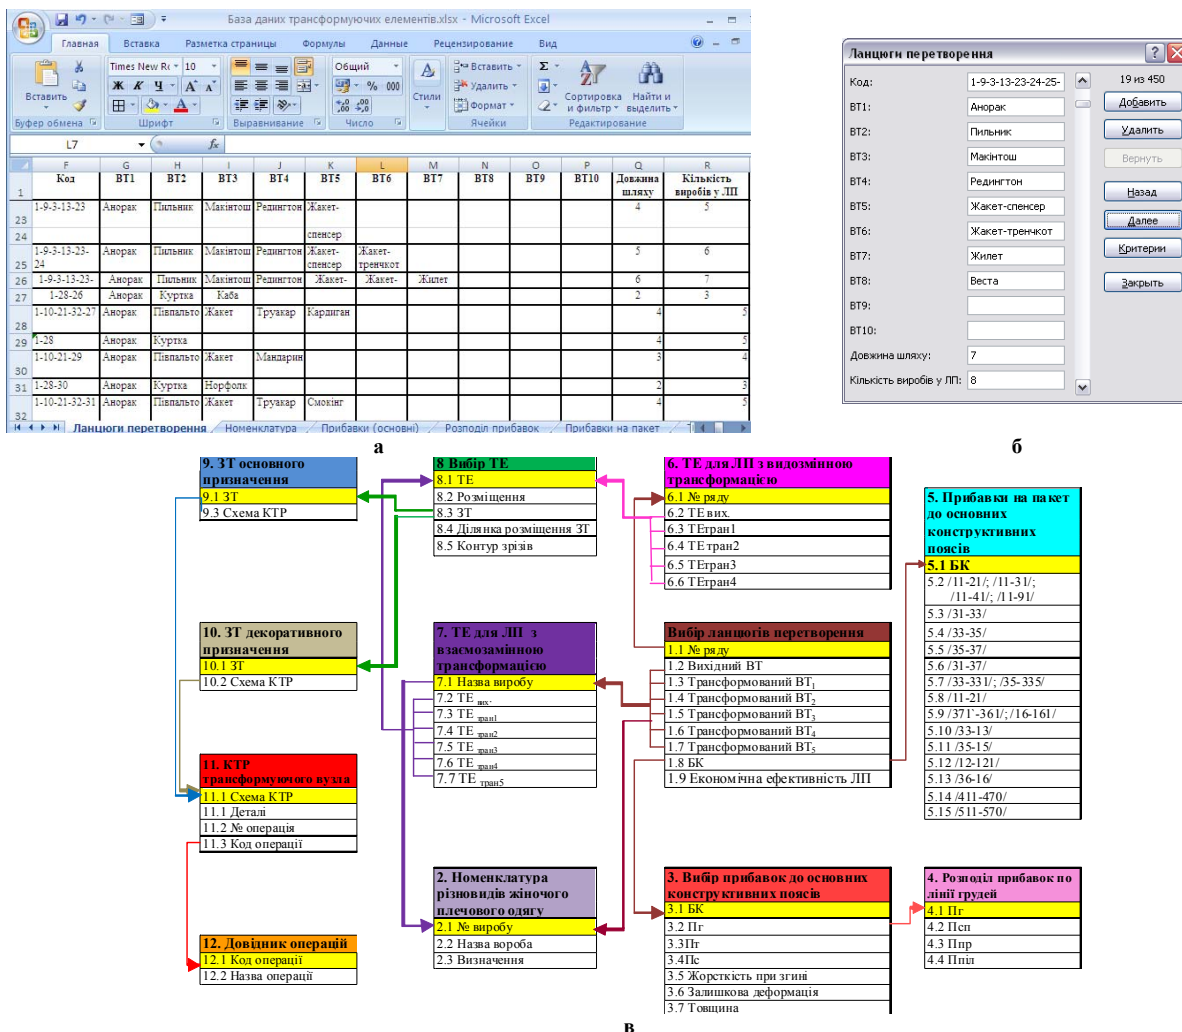 База даних трансформуючих елементів.xlsx - Microsoft Excel
Главная Вставка Разметка страницы Формулы Данные Рецензирование Вид
Вставить
Times New R 10
Ж К Ч
Общий
% 000
Стили
Вставить
Удалить
Формат
Сортировка и фильтр
Найти и выделить
Буфер обмена Шрифт Выравнивание Число Ячейки Редактирование
L7 fx
F G H I J K L M N O P Q R
1 Код ВТ1 ВТ2 ВТ3 ВТ4 ВТ5 ВТ6 ВТ7 ВТ8 ВТ9 ВТ10 Довжина шляху Кількість виробів у ЛП
23 1-9-3-13-23 Анорак Пильник Макінтош Редингтон Жакет- 4 5
24 спенсер
25 1-9-3-13-23-24 Анорак Пильник Макінтош Редингтон Жакет-спенсер Жакет-тренчкот 5 6
26 1-9-3-13-23- Анорак Пильник Макінтош Редингтон Жакет- Жакет- Жилет 6 7
27 1-28-26 Анорак Куртка Каба 2 3
28 1-10-21-32-27 Анорак Півпальто Жакет Труакар Кардиган 4 5
29 1-28 Анорак Куртка 4 5
30 1-10-21-29 Анорак Півпальто Жакет Мандарин 3 4
31 1-28-30 Анорак Куртка Норфолк 2 3
32 1-10-21-32-31 Анорак Півпальто Жакет Труакар Смокінг 4 5
Ланцюги перетворення Номенклатура Прибавки (основні) Розподіл прибавок Прибавки на пакет
а
Ланцюги перетворення
Код: 1-9-3-13-23-24-25-
ВТ1: Анорак
ВТ2: Пильник
ВТ3: Макінтош
ВТ4: Редингтон
ВТ5: Жакет-спенсер
ВТ6: Жакет-тренчкот
ВТ7: Жилет
ВТ8: Веста
ВТ9:
ВТ10:
Довжина шляху: 7
Кількість виробів у ЛП: 8
19 из 450
Добавить
Удалить
Вернуть
Назад
Далее
Критерии
Закрыть
б
9. ЗТ основного
призначення
9.1 ЗТ
9.3 Схема КТР
8 Вибір ТЕ
8.1 ТЕ
8.2 Розміщення
8.3 ЗТ
8.4 Ділянка розміщення ЗТ
8.5 Контур зрізів
6. ТЕ для ЛП з видозмінною
трансформацією
6.1 № ряду
6.2 ТЕ вих.
6.3 ТЕтран1
6.4 ТЕ тран2
6.5 ТЕтран3
6.6 ТЕтран4
5. Прибавки на пакет
до основних
конструктивних
поясів
5.1 БК
5.2 /11-21/; /11-31/;
/11-41/; /11-91/
5.3 /31-33/
5.4 /33-35/
5.5 /35-37/
5.6 /31-37/
5.7 /33-331/; /35-335/
5.8 /11-21/
5.9 /371`-361/; /16-161/
5.10 /33-13/
5.11 /35-15/
5.12 /12-121/
5.13 /36-16/
5.14 /411-470/
5.15 /511-570/
10. ЗТ декоративного
призначення
10.1 ЗТ
10.2 Схема КТР
7. ТЕ для ЛП з
взаємозамінною
трансформацією
7.1 Назва виробу
7.2 ТЕ вих.
7.3 ТЕ тран1
7.4 ТЕ тран2
7.5 ТЕ тран3
7.6 ТЕ тран4
7.7 ТЕ тран5
Вибір ланцюгів перетворення
1.1 № ряду
1.2 Вихідний ВТ
1.3 Трансформований ВТ1
1.4 Трансформований ВТ2
1.5 Трансформований ВТ3
1.6 Трансформований ВТ4
1.7 Трансформований ВТ5
1.8 БК
1.9 Економічна ефективність ЛП
11. КТР
трансформуючого вузла
11.1 Схема КТР
11.1 Деталі
11.2 № операція
11.3 Код операції
2. Номенклатура
різновидів жіночого
плечового одягу
2.1 № виробу
2.2 Назва вороба
2.3 Визначення
3. Вибір прибавок до основних
конструктивних поясів
3.1 БК
3.2 Пг
3.3Пт
3.4Пс
3.5 Жорсткість при згині
3.6 Залишкова деформація
3.7 Товщина
4. Розподіл прибавок по
лінії грудей
4.1 Пг
4.2 Псп
4.3 Ппр
4.4 Ппіл
12. Довідник операцій
12.1 Код операції
12.2 Назва операції
в